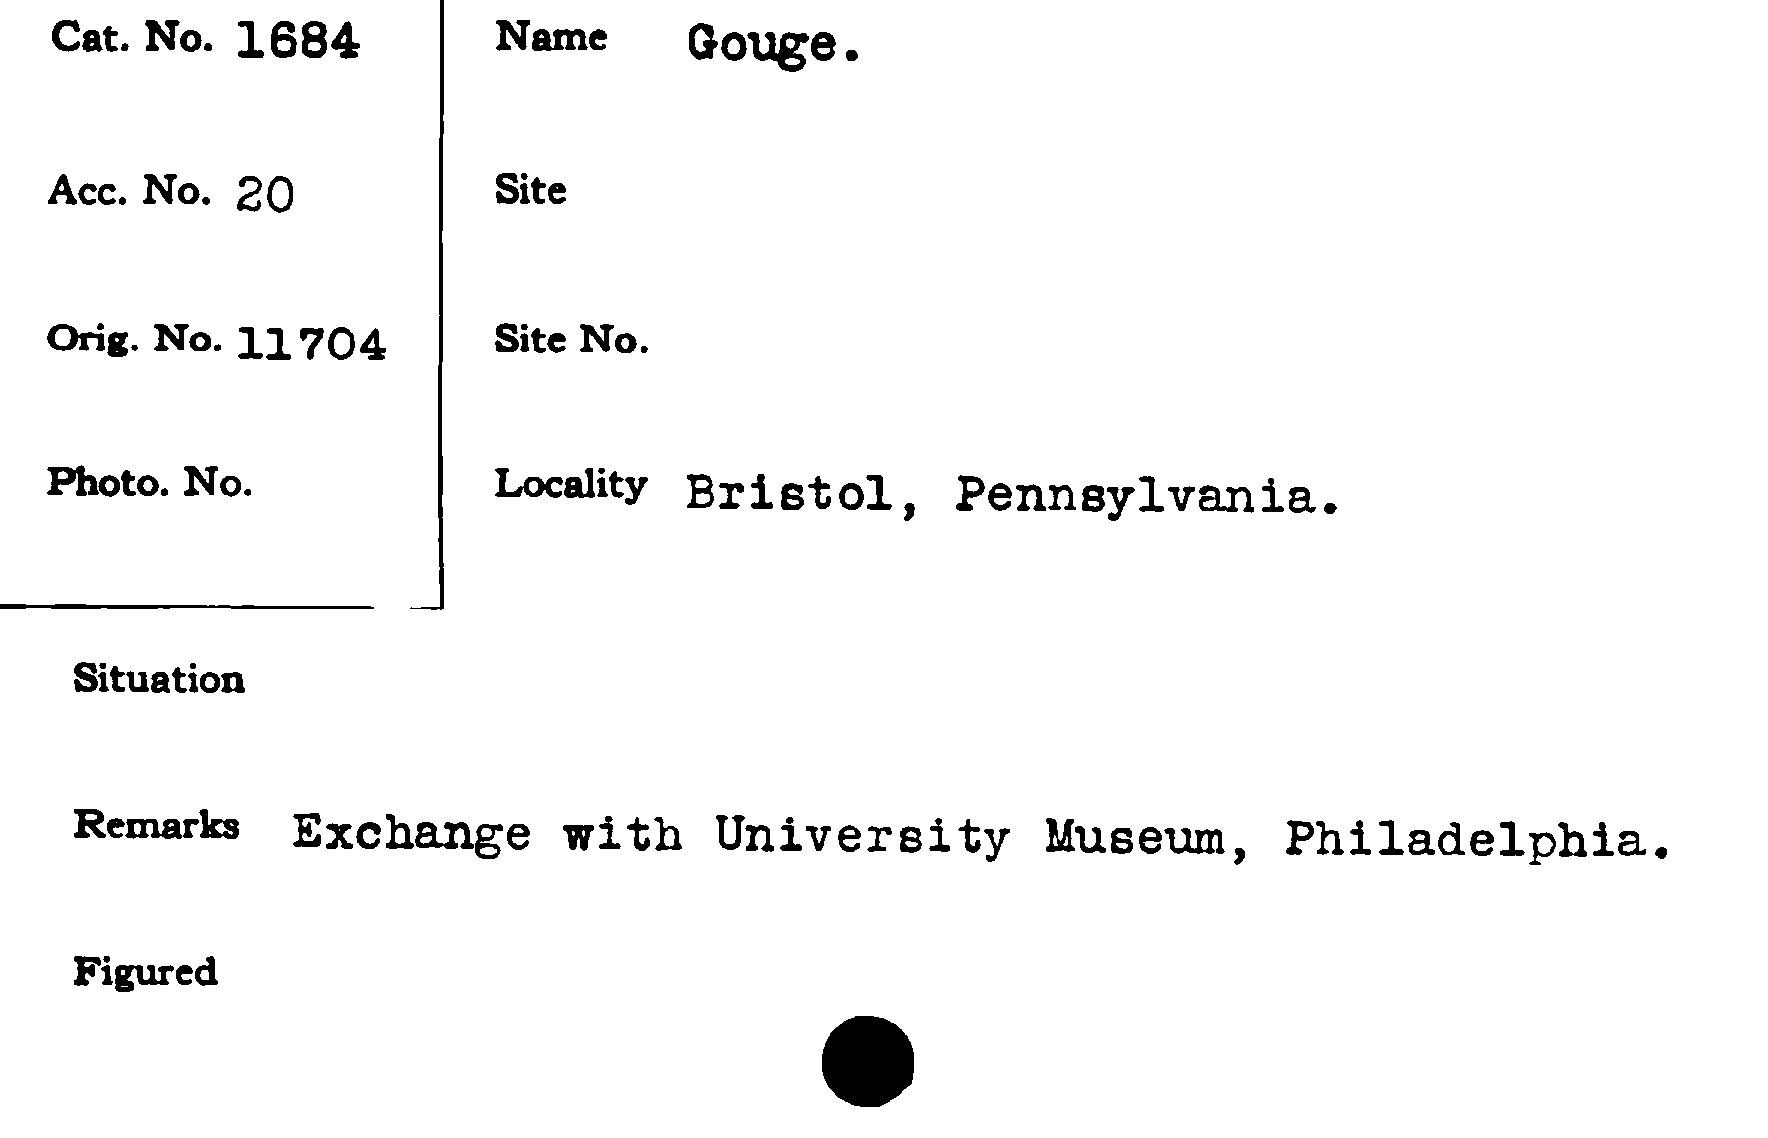 Cat. No. 1684
Name Gouge.
Acc. No. 20
Site
Orig. No. 11704
Site No.
Photo. No.
Locality Bristol, Pennsylvania.
Situation
Remarks Exchange with University Museum, Philadelphia.
Figured